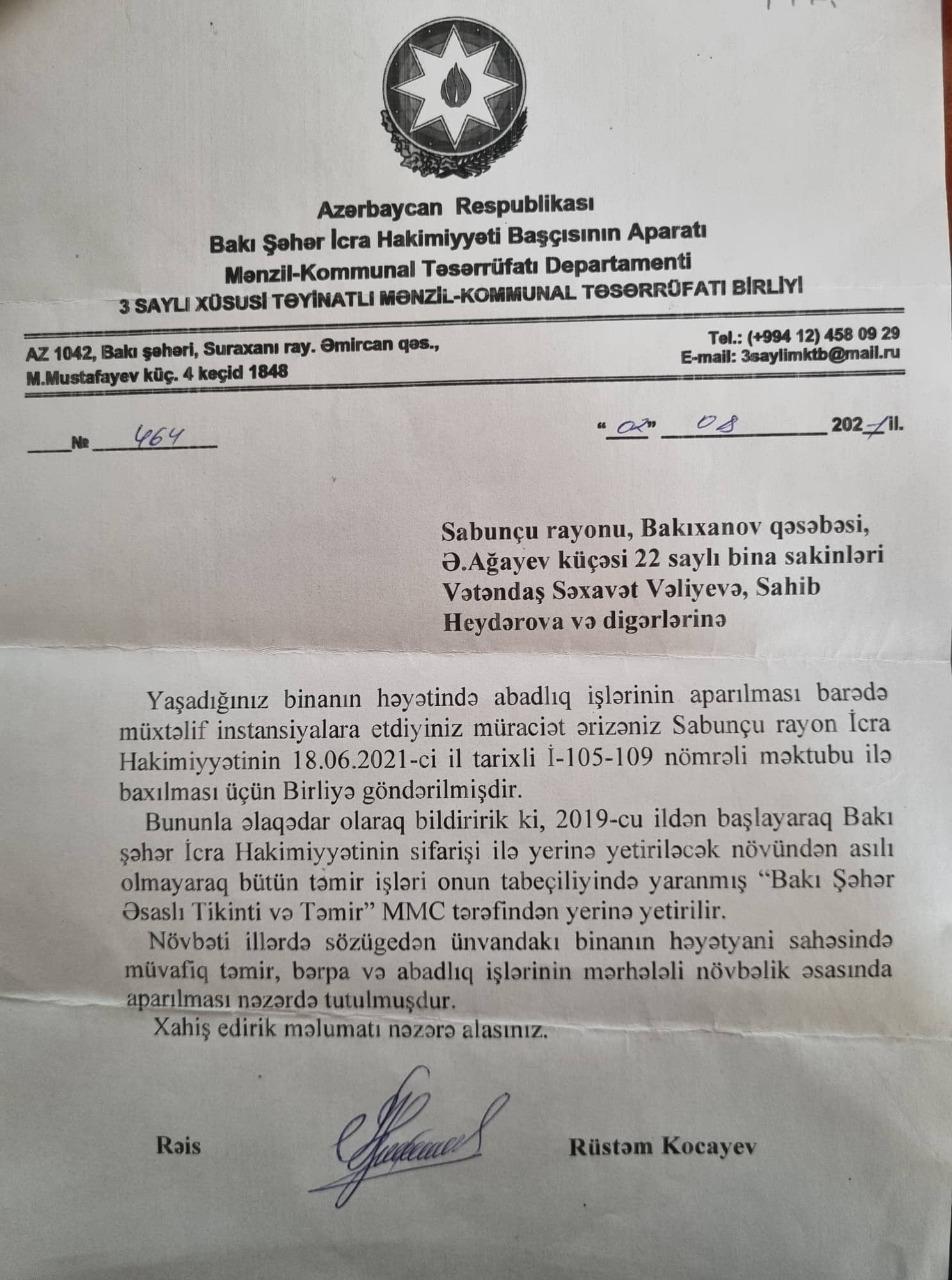 Azərbaycan Respublikası
Bakı Şəhər İcra Hakimiyyəti Başçısının Aparatı
Mənzil-Kommunal Təsərrüfatı Departamenti
3 SAYLI XÜSUSİ TƏYİNATLI MƏNZİL-KOMMUNAL TƏSƏRRÜFATI BİRLİYİ
AZ 1042, Bakı şəhəri, Suraxanı ray. Əmircan qəs.,
M.Mustafayev küç. 4 keçid 1848
Tel.: (+994 12) 458 09 29
E-mail: 3saylimktb@mail.ru
№ 464
“02” 08 2021 il.
Sabunçu rayonu, Bakıxanov qəsəbəsi,
Ə.Ağayev küçəsi 22 saylı bina sakinləri
Vətəndaş Səxavət Vəliyevə, Sahib
Heydərova və digərlərinə
Yaşadığınız binanın həyətində abadlıq işlərinin aparılması barədə
müxtəlif instansiyalara etdiyiniz müraciət ərizəniz Sabunçu rayon İcra
Hakimiyyətinin 18.06.2021-ci il tarixli İ-105-109 nömrəli məktubu ilə
baxılması üçün Birliyə göndərilmişdir.
Bununla əlaqədar olaraq bildiririk ki, 2019-cu ildən başlayaraq Bakı
şəhər İcra Hakimiyyətinin sifarişi ilə yerinə yetiriləcək növündən asılı
olmayaraq bütün təmir işləri onun tabeçiliyində yaranmış “Bakı Şəhər
Əsaslı Tikinti və Təmir” MMC tərəfindən yerinə yetirilir.
Növbəti illərdə sözügedən ünvandakı binanın həyətyani sahəsində
müvafiq təmir, bərpa və abadlıq işlərinin mərhələli növbəlik əsasında
aparılması nəzərdə tutulmuşdur.
Xahiş edirik məlumatı nəzərə alasınız.
Rəis
Rüstəm Kocayev